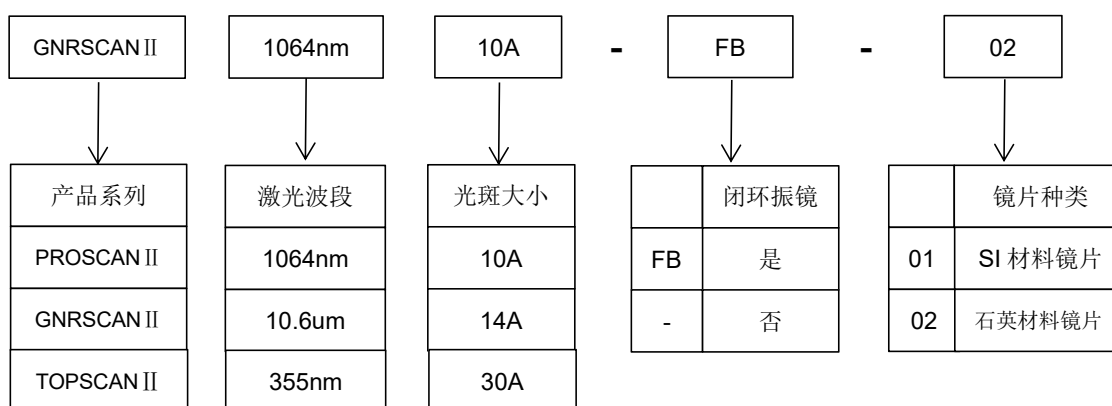 GNRSCANⅡ 1064nm 10A - FB - 02
产品系列 激光波段 光斑大小 闭环振镜 镜片种类
PROSCANⅡ 1064nm 10A FB 是 01 SI 材料镜片
GNRSCANⅡ 10.6um 14A - 否 02 石英材料镜片
TOPSCANⅡ 355nm 30A